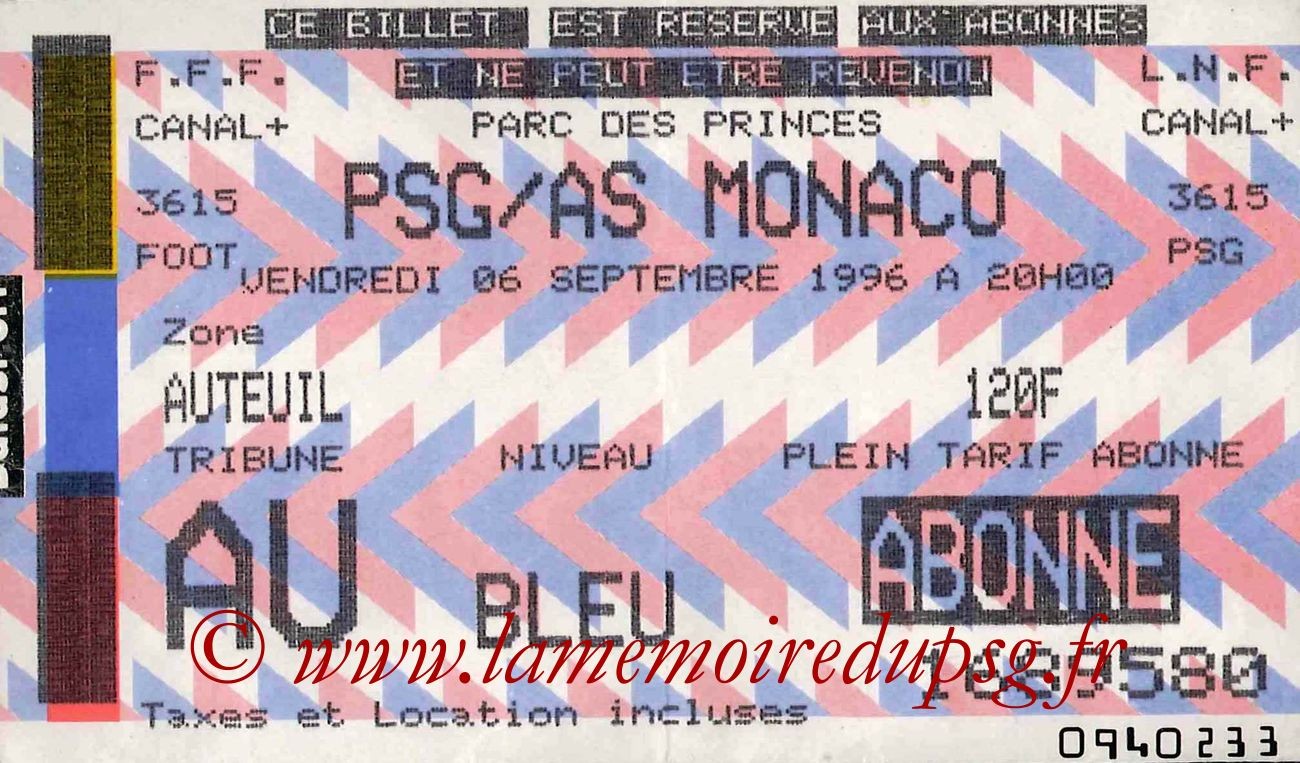 CE BILLET EST RESERVE AUX ABONNES
F.F.F. ET NE PEUT ETRE REVENDU L.N.F.
CANAL+ PARC DES PRINCES CANAL+
PSG/AS MONACO
3615 3615
FOOT PSG
VENDREDI 06 SEPTEMBRE 1996 A 20H00
Zone
AUTEUIL 120F
TRIBUNE NIVEAU PLEIN TARIF ABONNE
AU BLEU ABONNE
© www.lamemoiredupsg.fr
Taxes et Location incluses
0940233